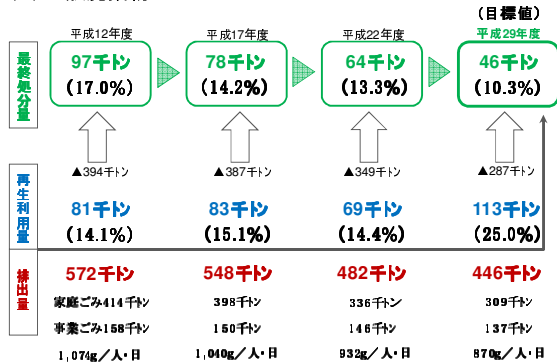 (目標値)
平成12年度 平成17年度 平成22年度 平成29年度
最終処分量
97千トン 78千トン 64千トン 46千トン
(17.0%) (14.2%) (13.3%) (10.3%)
▲394千トン ▲387千トン ▲349千トン ▲287千トン
再生利用量
81千トン 83千トン 69千トン 113千トン
(14.1%) (15.1%) (14.4%) (25.0%)
排出量
572千トン 548千トン 482千トン 446千トン
家庭ごみ414千トン 398千トン 336千トン 309千トン
事業ごみ158千トン 150千トン 146千トン 137千トン
1,074g/人・日 1,040g/人・日 932g/人・日 870g/人・日